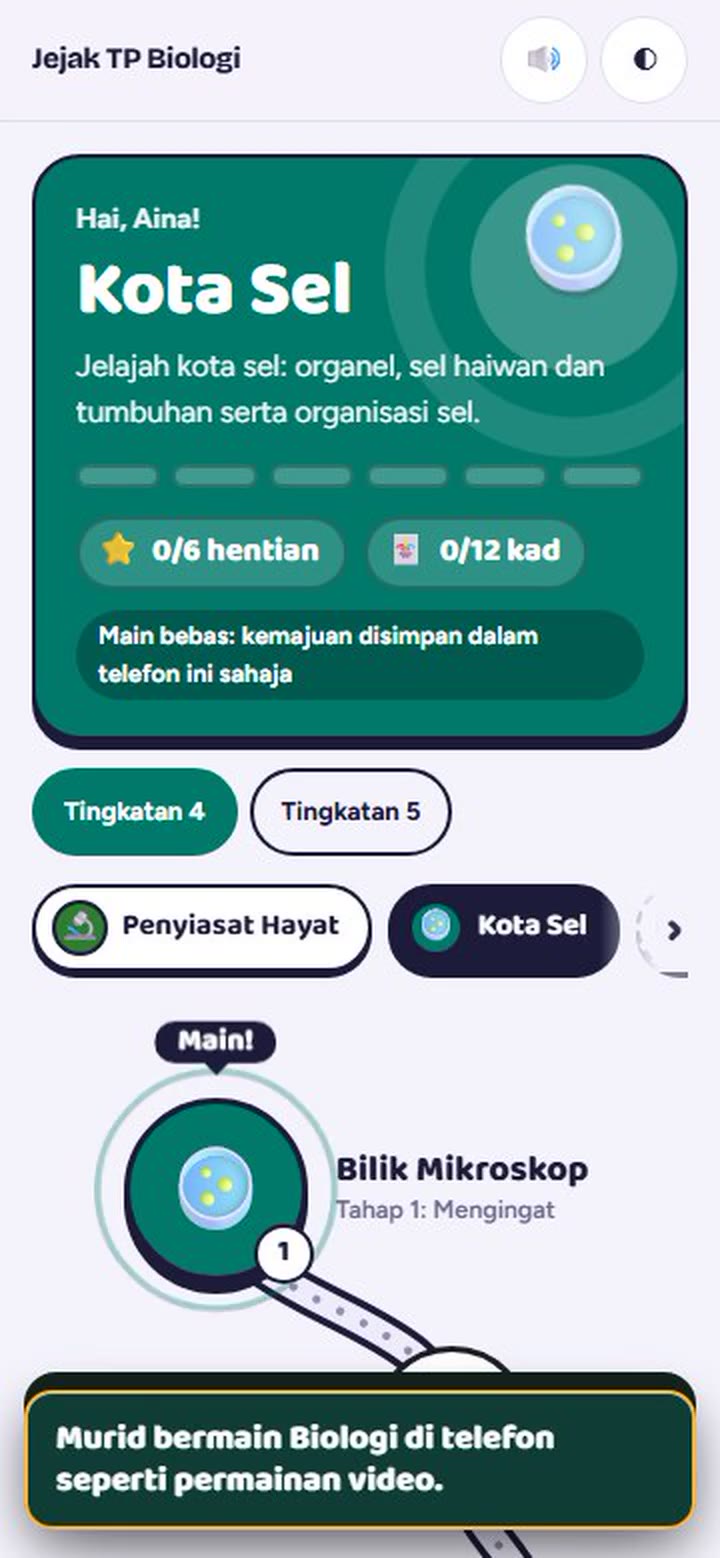 Jejak TP Biologi
Hai, Aina!
Kota Sel
Jelajah kota sel: organel, sel haiwan dan
tumbuhan serta organisasi sel.
0/6 hentian
0/12 kad
Main bebas: kemajuan disimpan dalam
telefon ini sahaja
Tingkatan 4
Tingkatan 5
Penyiasat Hayat
Kota Sel
Main!
Bilik Mikroskop
Tahap 1: Mengingat
1
Murid bermain Biologi di telefon
seperti permainan video.